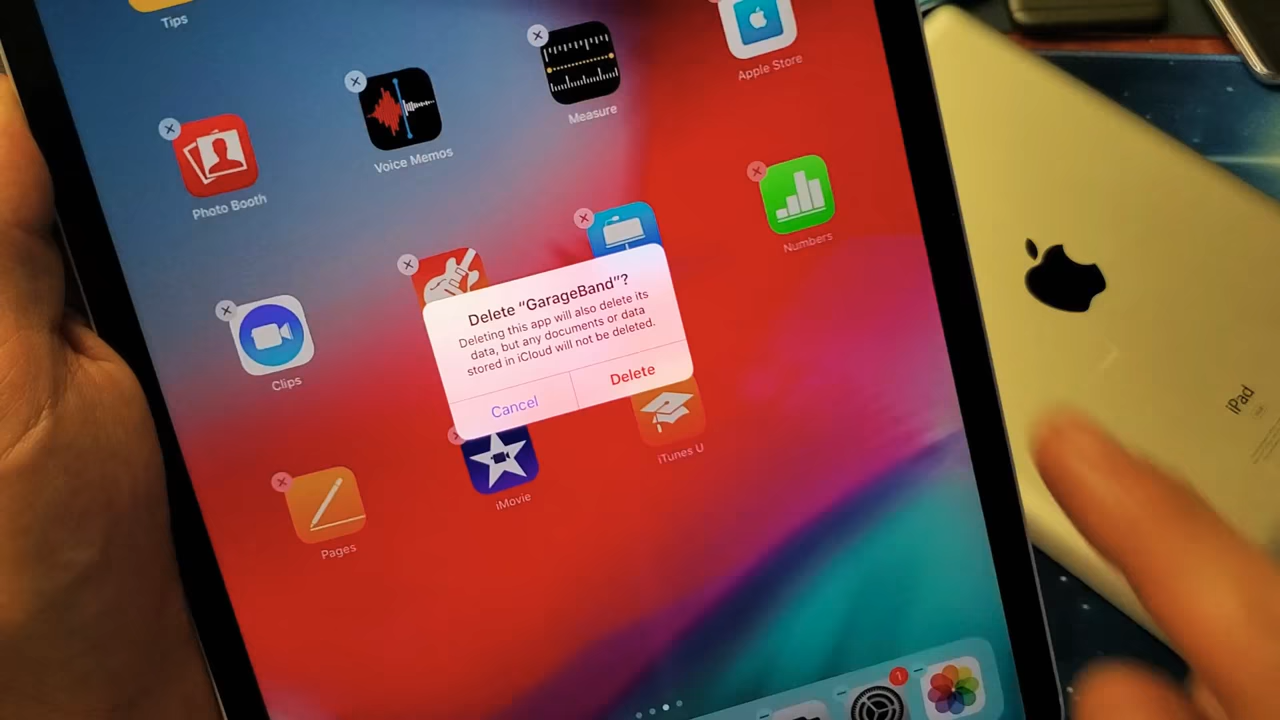 Tips
Apple Store
Measure
Voice Memos
Photo Booth
Numbers
Delete “GarageBand”?
Deleting this app will also delete its
data, but any documents or data
stored in iCloud will not be deleted.
Cancel
Delete
Clips
iTunes U
iMovie
Pages
1
iPad